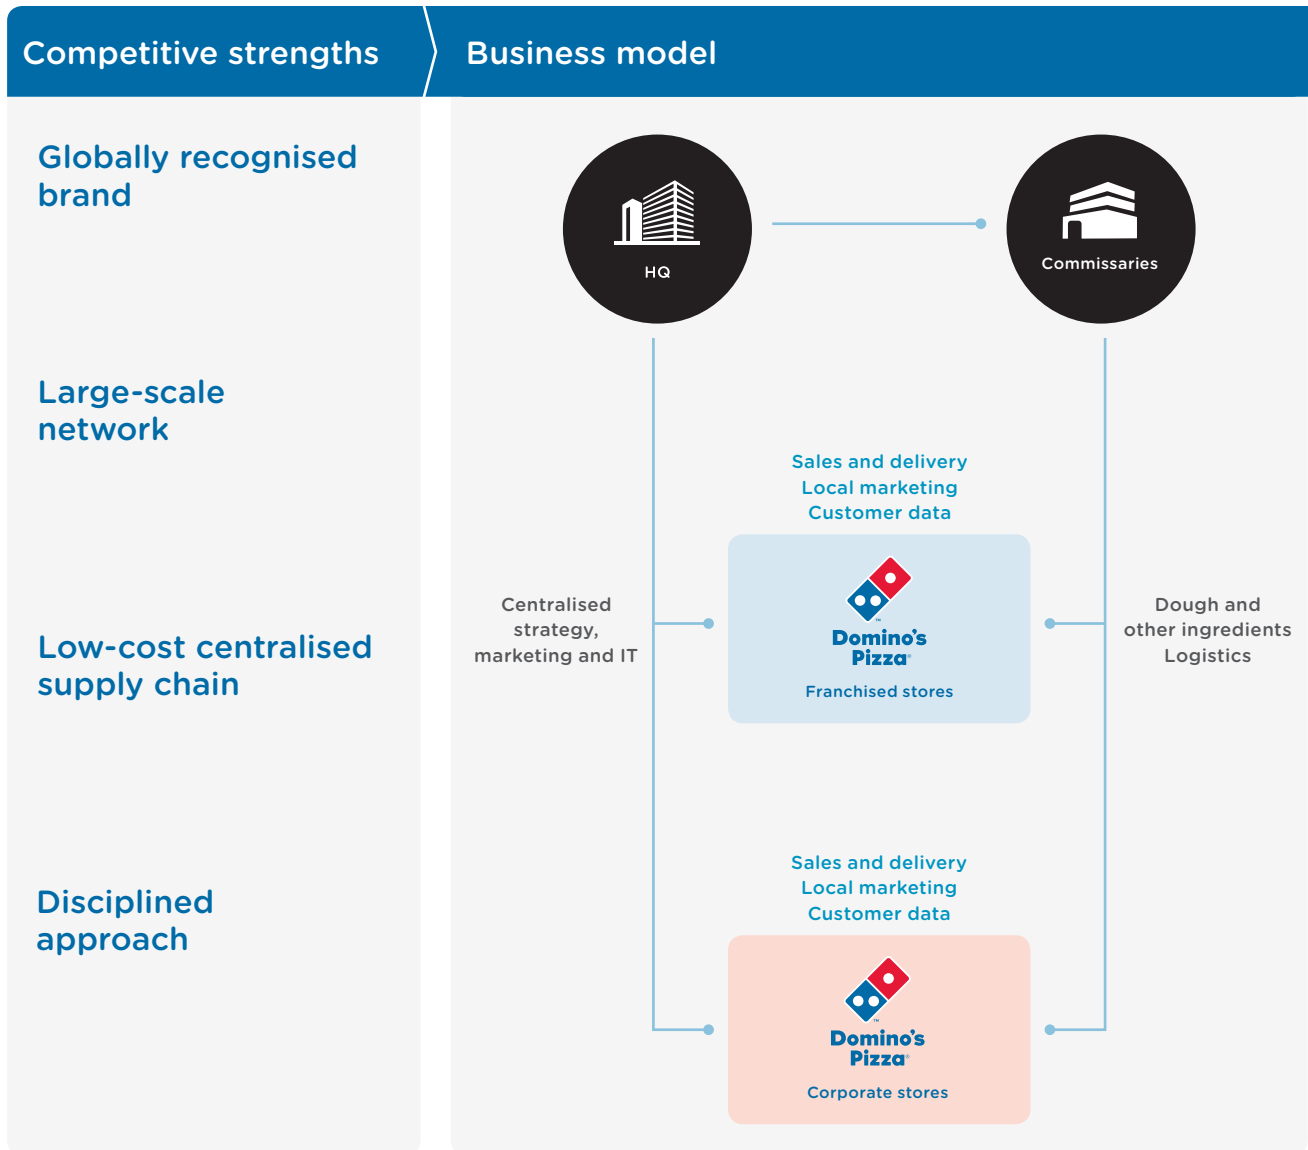 Competitive strengths
Business model
Globally recognised
brand
Large-scale
network
Low-cost centralised
supply chain
Disciplined
approach
HQ
Commissaries
Centralised
strategy,
marketing and IT
Sales and delivery
Local marketing
Customer data
Domino's
Pizza®
Franchised stores
Dough and
other ingredients
Logistics
Sales and delivery
Local marketing
Customer data
Domino's
Pizza®
Corporate stores